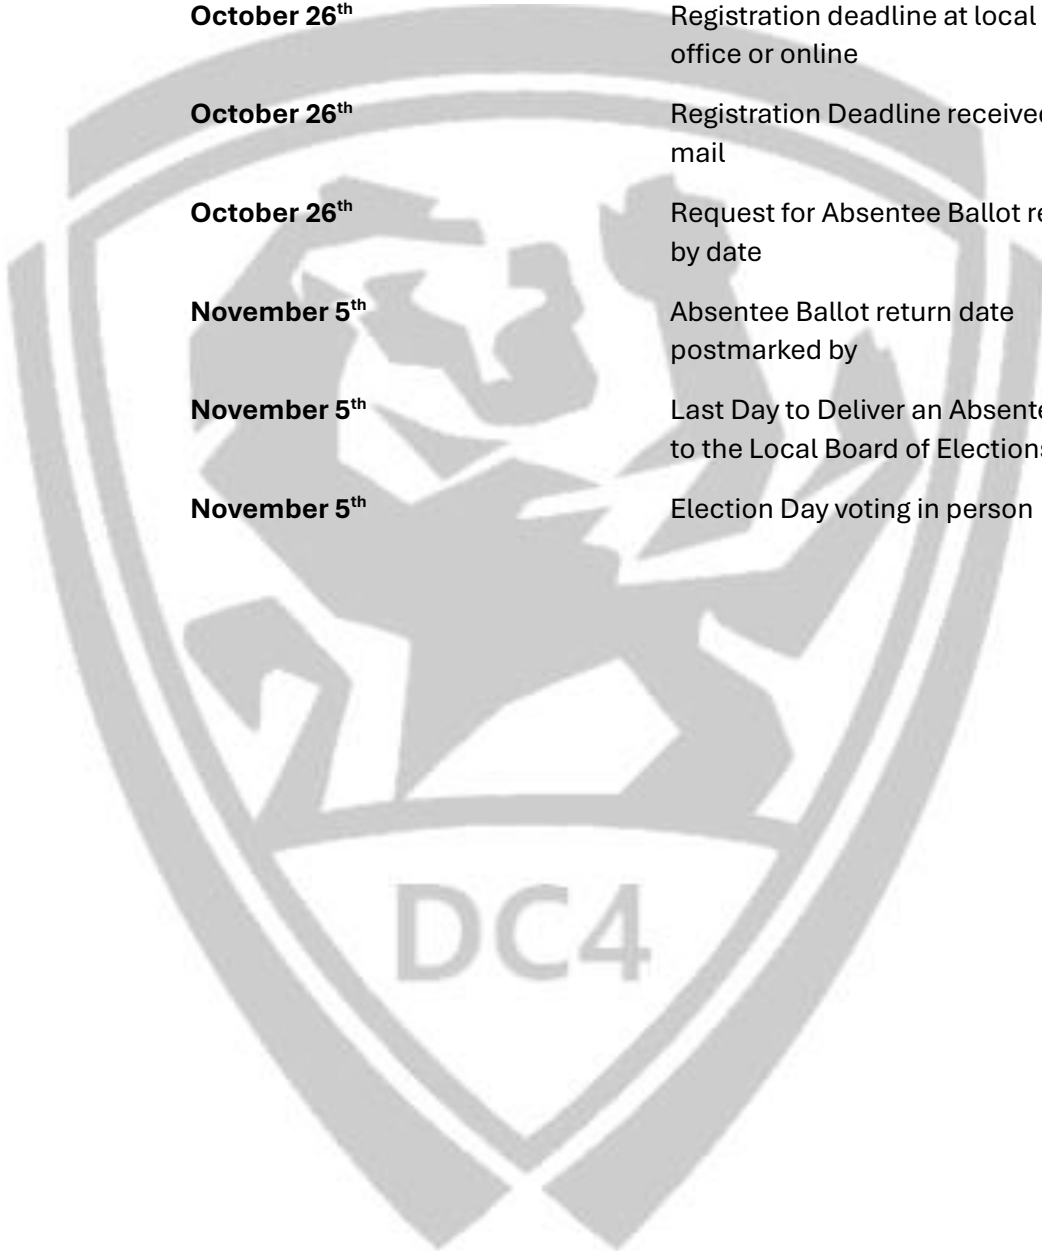 October 26th Registration deadline at local
office or online
October 26th Registration Deadline received
mail
October 26th Request for Absentee Ballot
by date
November 5th Absentee Ballot return date
postmarked by
November 5th Last Day to Deliver an
to the Local Board of Elections
November 5th Election Day voting in person
DC4